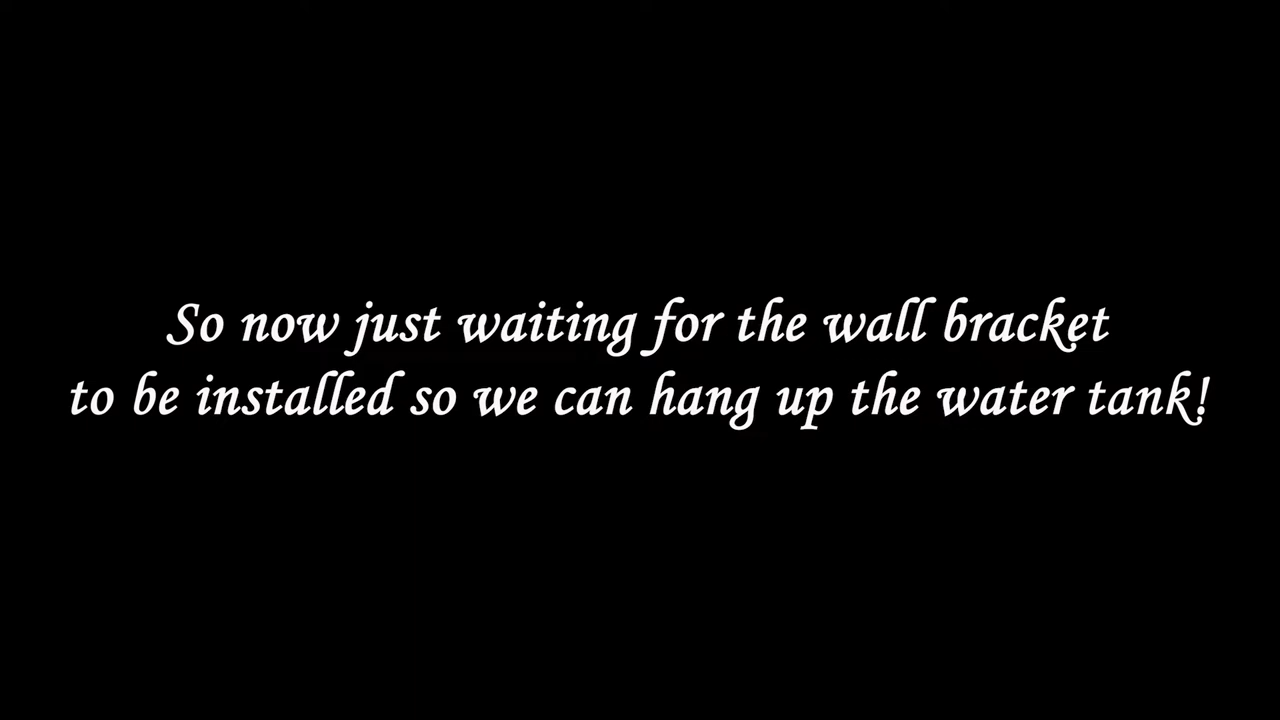 So now just waiting for the wall bracket
to be installed so we can hang up the water tank!